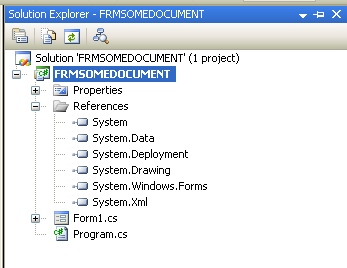 Solution Explorer - FRMSOMEDOCUMENT
Solution 'FRMSOMEDOCUMENT' (1 project)
FRMSOMEDOCUMENT
Properties
References
System
System.Data
System.Deployment
System.Drawing
System.Windows.Forms
System.Xml
Form1.cs
Program.cs